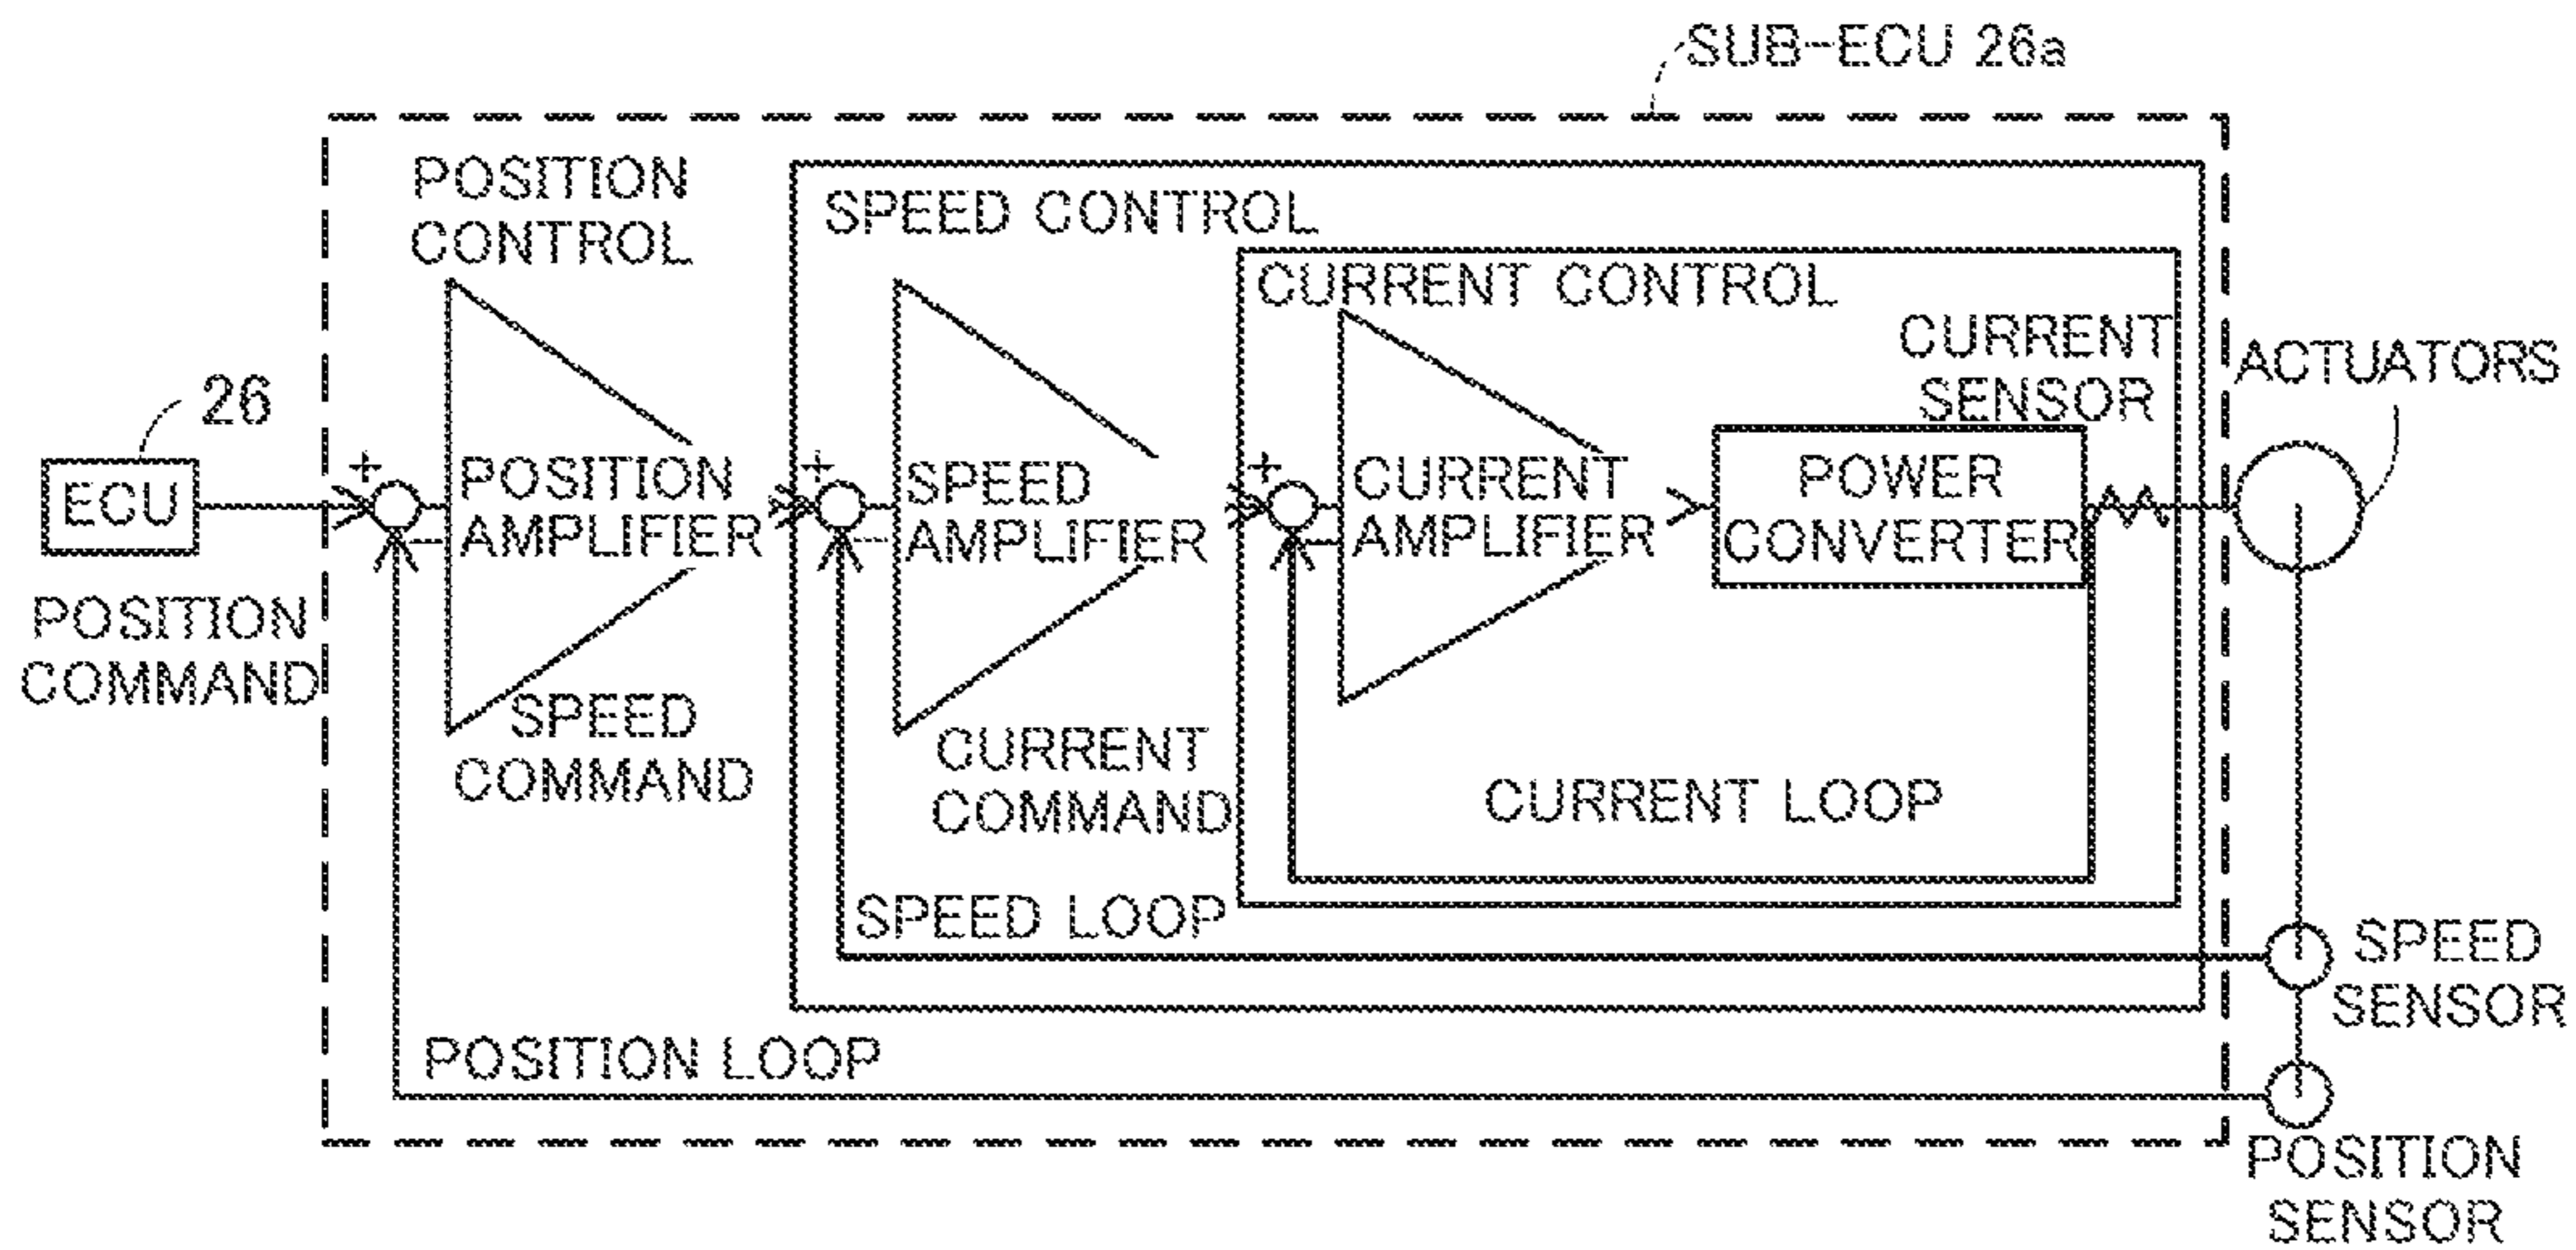 SUB-ECU 26a
POSITION
CONTROL
SPEED CONTROL
CURRENT CONTROL
CURRENT
SENSOR
ACTUATORS
26
ECU
+
POSITION
AMPLIFIER
+
SPEED
AMPLIFIER
+
CURRENT
AMPLIFIER
POWER
CONVERTER
POSITION
COMMAND
SPEED
COMMAND
CURRENT
COMMAND
CURRENT LOOP
SPEED LOOP
SPEED
SENSOR
POSITION LOOP
POSITION
SENSOR